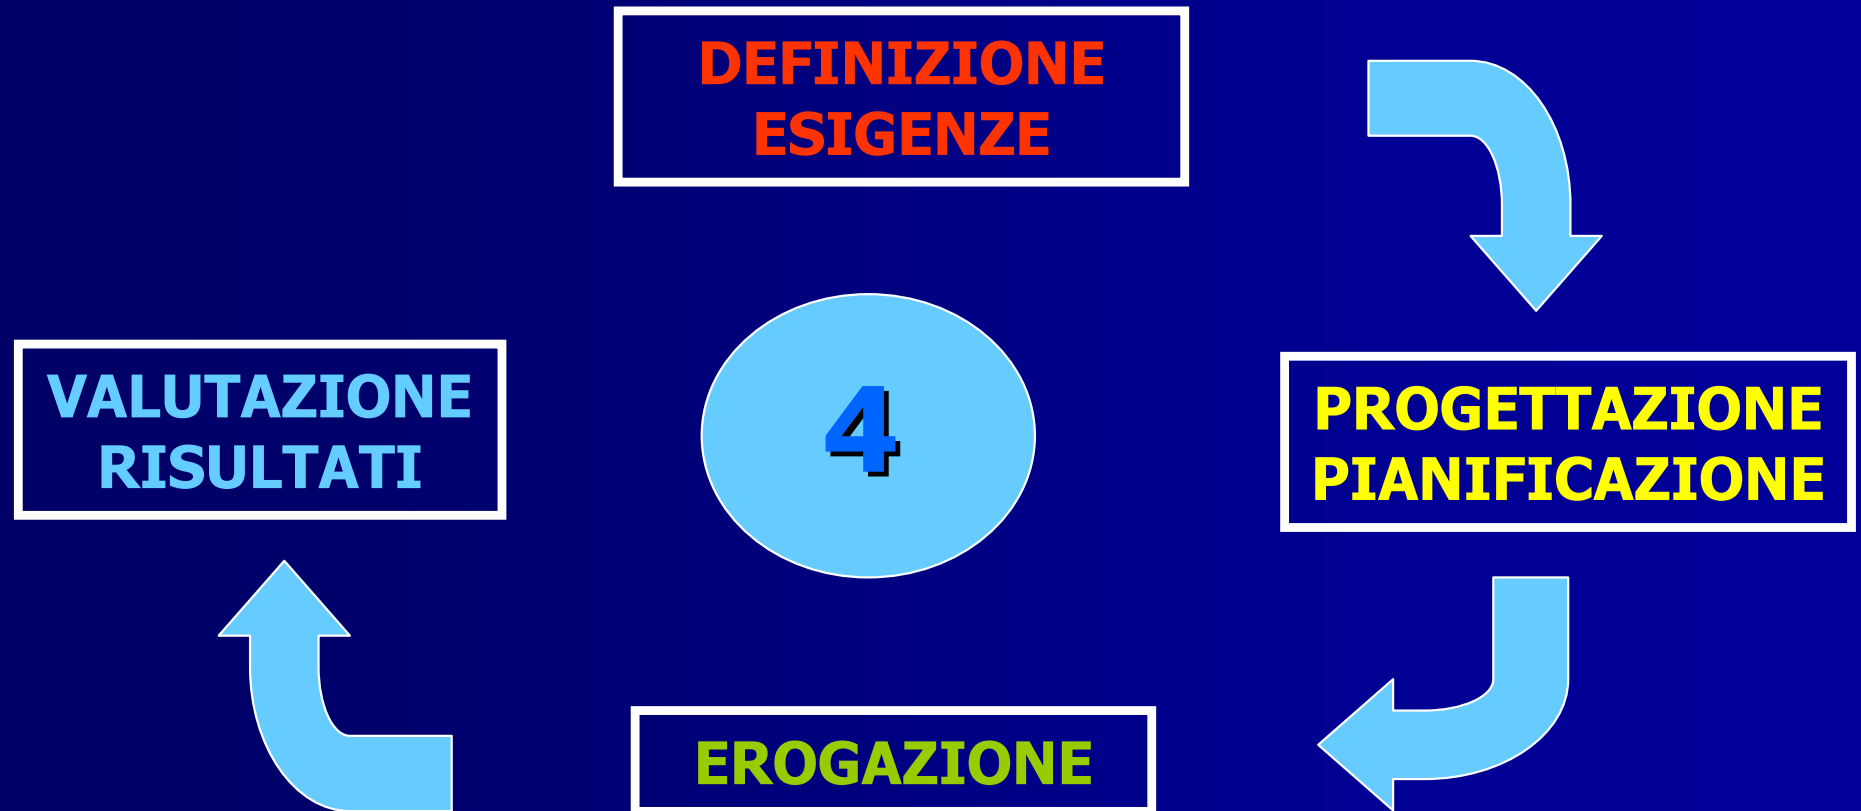 DEFINIZIONE
ESIGENZE
VALUTAZIONE
RISULTATI
4
PROGETTAZIONE
PIANIFICAZIONE
EROGAZIONE